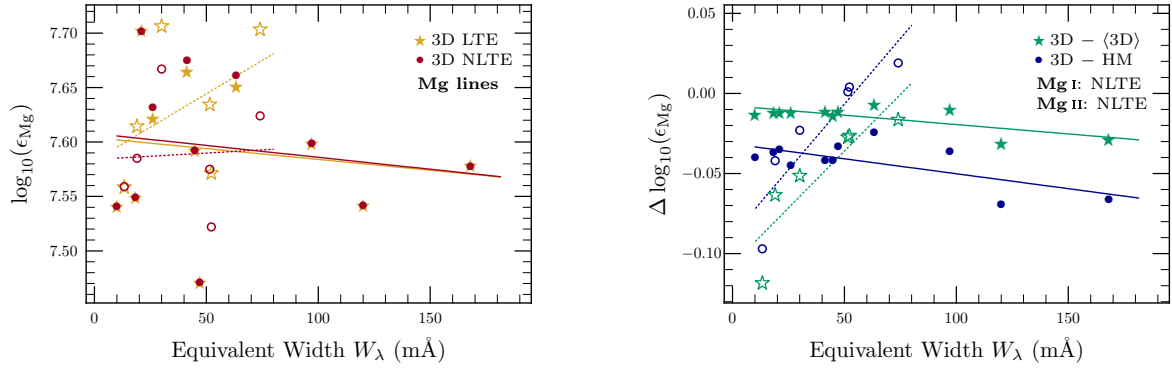 7.70
7.65
7.60
7.55
7.50
log₁₀(ϵMg)
3D LTE
3D NLTE
Mg lines
0 50 100 150
Equivalent Width Wλ (mÅ)
0.05
0.00
−0.05
−0.10
Δ log₁₀(ϵMg)
3D − ⟨3D⟩
3D − HM
Mg I: NLTE
Mg II: NLTE
0 50 100 150
Equivalent Width Wλ (mÅ)